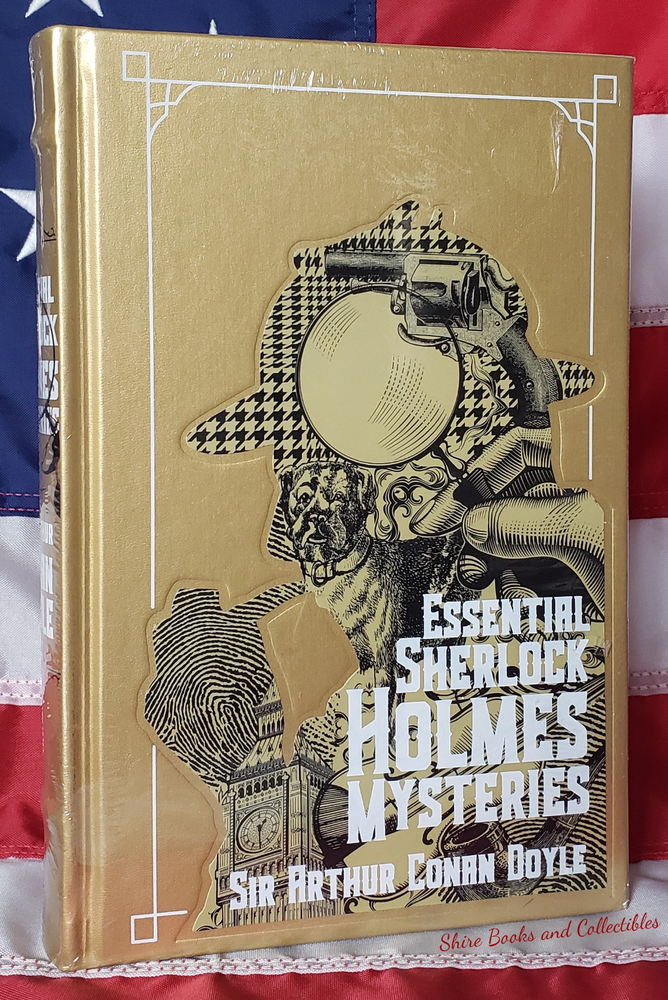 Essential
Sherlock
Holmes
Mysteries
Sir Arthur Conan Doyle
Shire Books and Collectibles